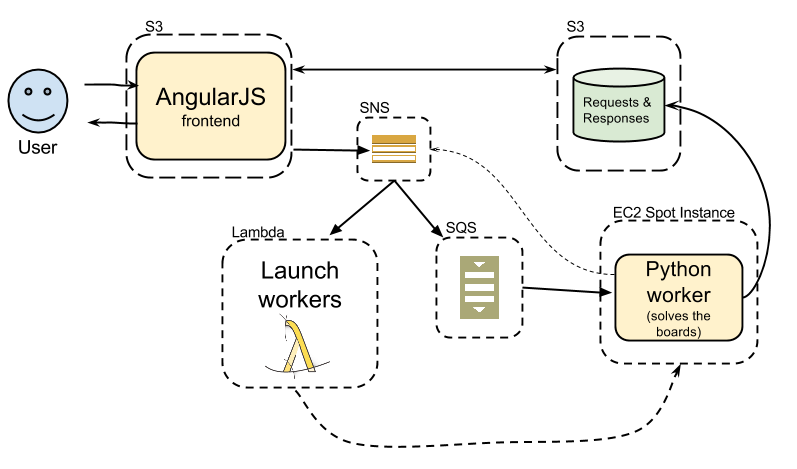 S3
S3
AngularJS
frontend
User
Requests &
Responses
SNS
EC2 Spot Instance
Lambda
SQS
Launch
workers
Python
worker
(solves the
boards)